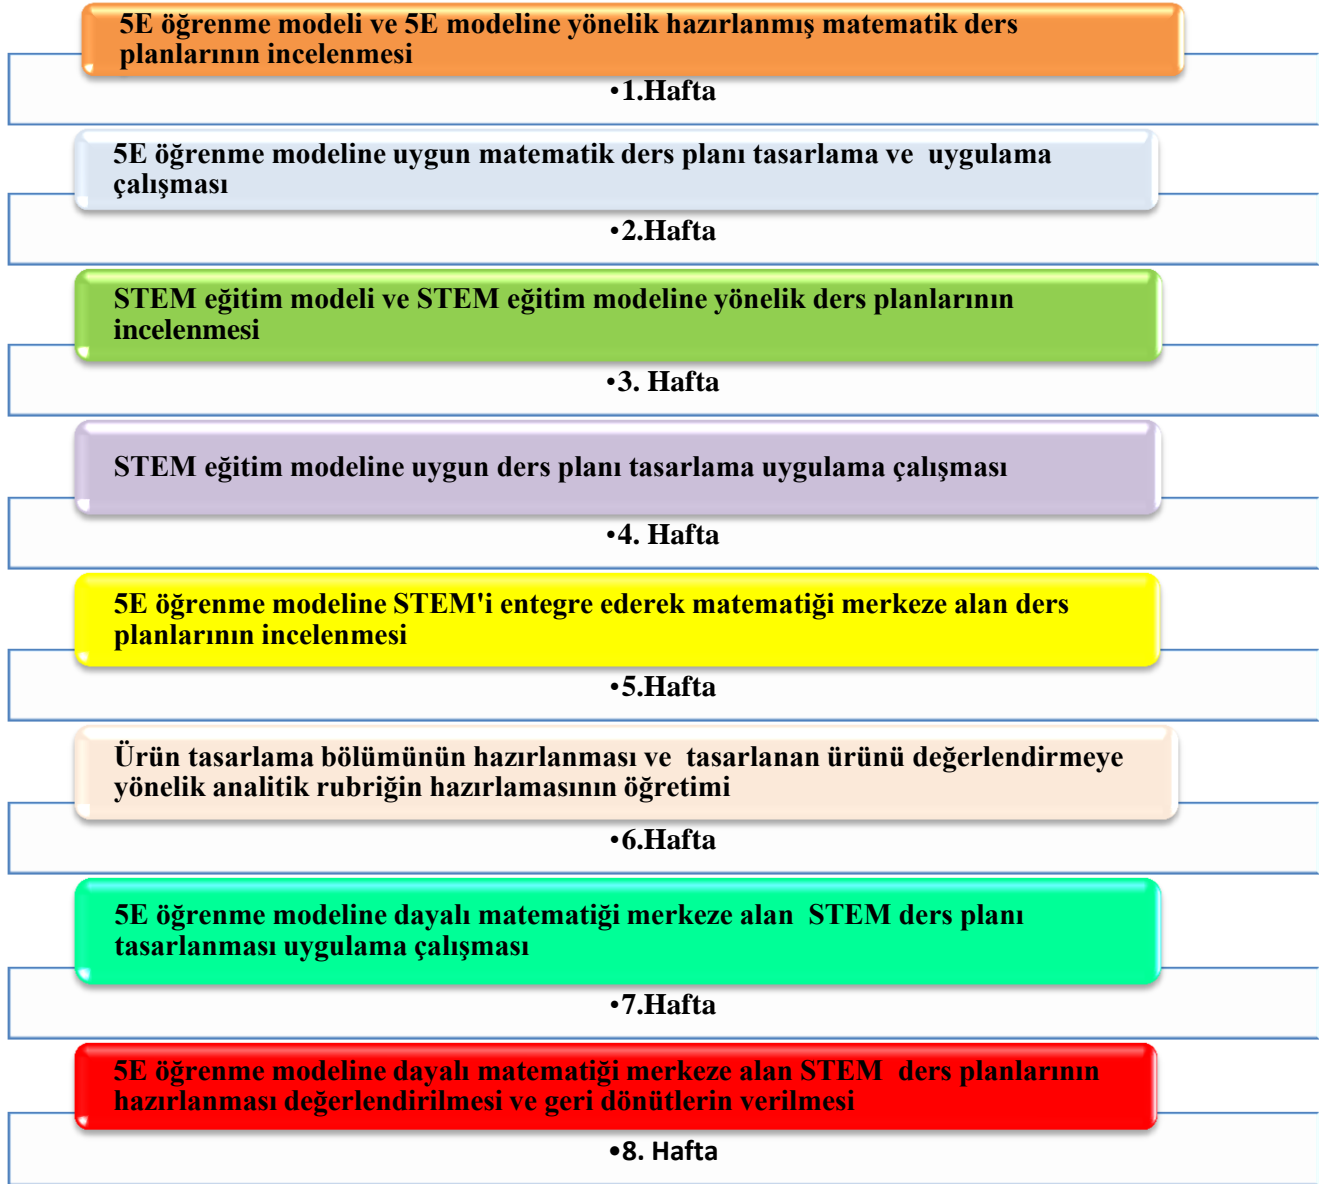 5E öğrenme modeli ve 5E modeline yönelik hazırlanmış matematik ders
planlarının incelenmesi
•1.Hafta
5E öğrenme modeline uygun matematik ders planı tasarlama ve uygulama
çalışması
•2.Hafta
STEM eğitim modeli ve STEM eğitim modeline yönelik ders planlarının
incelenmesi
•3. Hafta
STEM eğitim modeline uygun ders planı tasarlama uygulama çalışması
•4. Hafta
5E öğrenme modeline STEM'i entegre ederek matematiği merkeze alan ders
planlarının incelenmesi
•5.Hafta
Ürün tasarlama bölümünün hazırlanması ve tasarlanan ürünü değerlendirmeye
yönelik analitik rubriğin hazırlamasının öğretimi
•6.Hafta
5E öğrenme modeline dayalı matematiği merkeze alan STEM ders planı
tasarlanması uygulama çalışması
•7.Hafta
5E öğrenme modeline dayalı matematiği merkeze alan STEM ders planlarının
hazırlanması değerlendirilmesi ve geri dönütlerin verilmesi
•8. Hafta